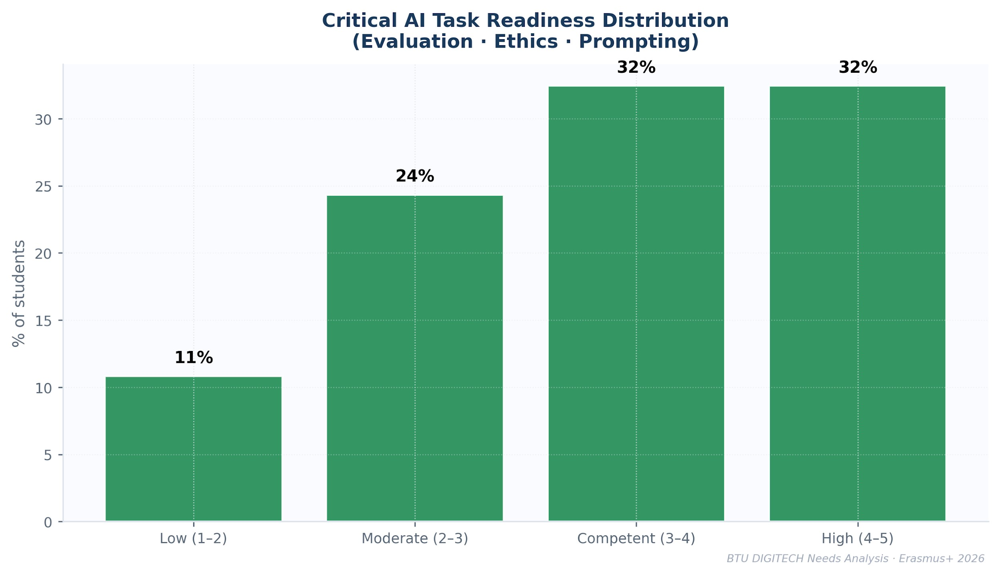 Critical AI Task Readiness Distribution
(Evaluation · Ethics · Prompting)
32%
32%
24%
11%
30
25
20
15
10
5
0
% of students
Low (1–2)
Moderate (2–3)
Competent (3–4)
High (4–5)
BTU DIGITECH Needs Analysis · Erasmus+ 2026